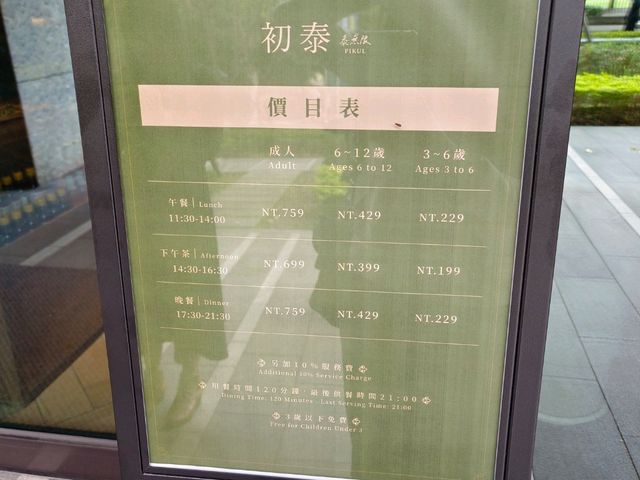 初泰 泰無限
PIKUL
價目表
成人 6~12歲 3~6歲
Adult Ages 6 to 12 Ages 3 to 6
午餐 | Lunch
11:30-14:00 NT.759 NT.429 NT.229
下午茶 | Afternoon
14:30-16:30 NT.699 NT.399 NT.199
晚餐 | Dinner
17:30-21:30 NT.759 NT.429 NT.229
另加10%服務費
Additional 10% Service Charge
用餐時間120分鐘，最後供餐時間21:00
Dining Time: 120 Minutes , Last Serving Time: 21:00
3歲以下免費
Free for Children Under 3